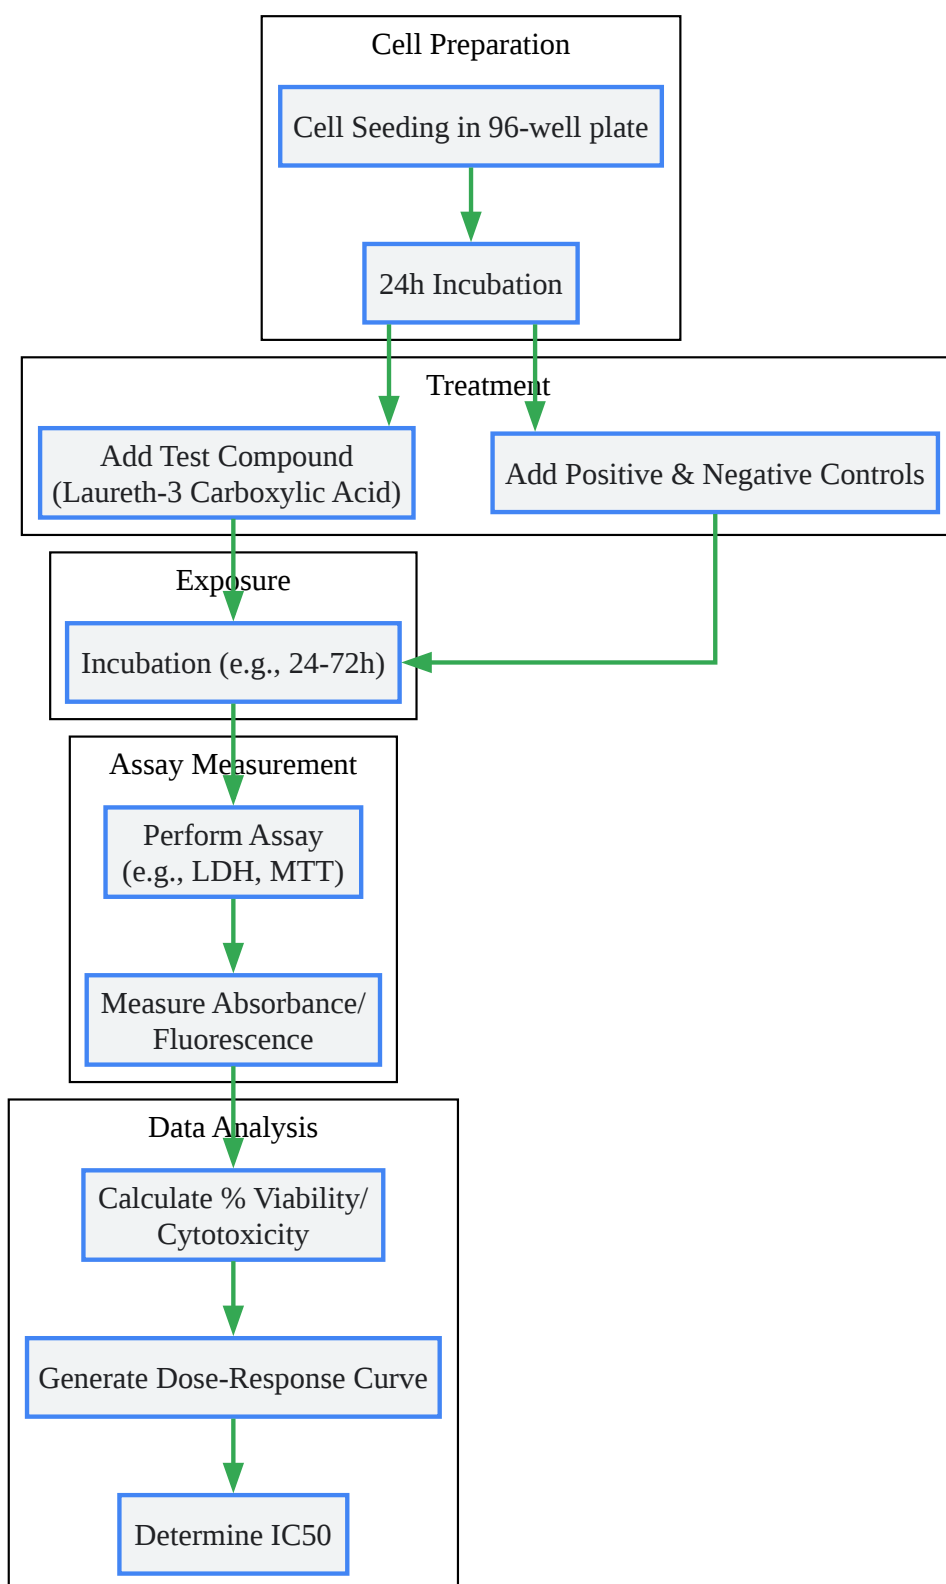 Cell Preparation
Cell Seeding in 96-well plate
24h Incubation
Treatment
Add Test Compound
(Laureth-3 Carboxylic Acid)
Add Positive & Negative Controls
Exposure
Incubation (e.g., 24-72h)
Assay Measurement
Perform Assay
(e.g., LDH, MTT)
Measure Absorbance/
Fluorescence
Data Analysis
Calculate % Viability/
Cytotoxicity
Generate Dose-Response Curve
Determine IC50